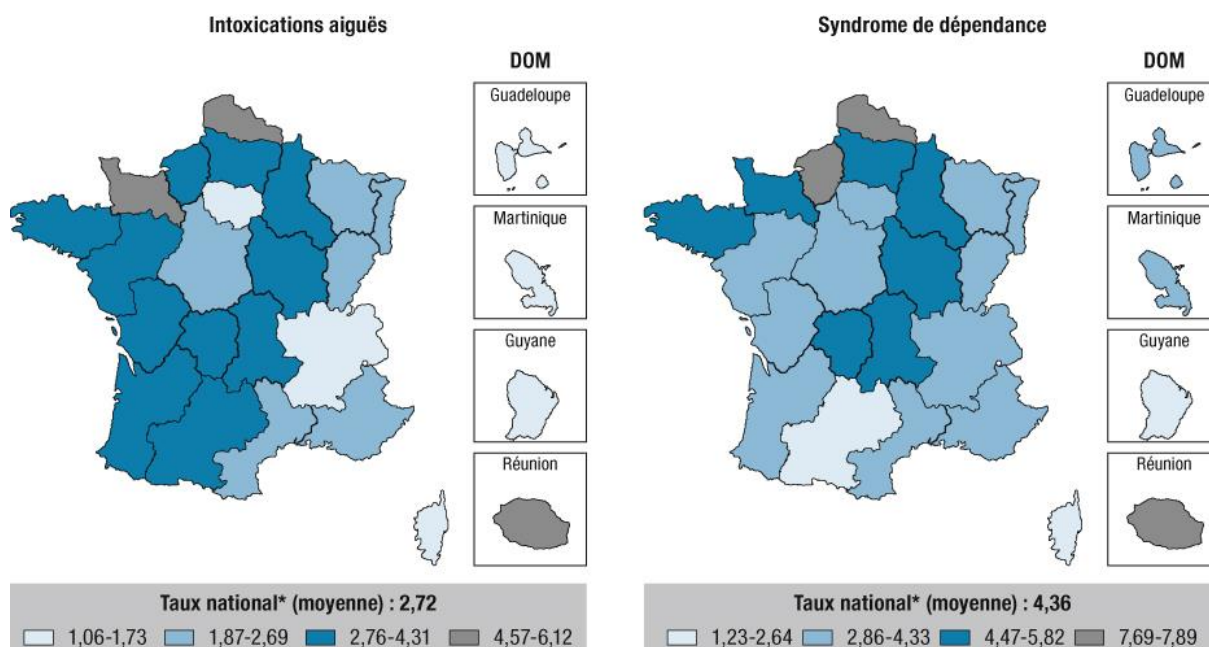 Intoxications aiguës
DOM
Guadeloupe
Martinique
Guyane
Réunion
Taux national* (moyenne) : 2,72
1,06-1,73 1,87-2,69 2,76-4,31 4,57-6,12
Syndrome de dépendance
DOM
Guadeloupe
Martinique
Guyane
Réunion
Taux national* (moyenne) : 4,36
1,23-2,64 2,86-4,33 4,47-5,82 7,69-7,89